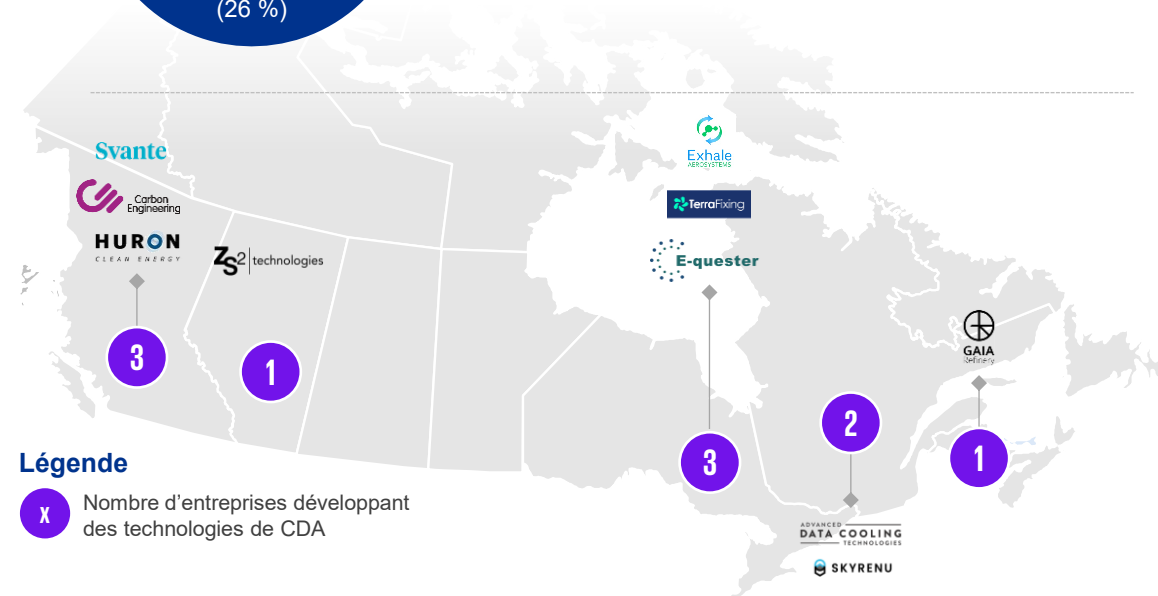 (26 %)
Svante
Carbon
Engineering
HURON
CLEAN ENERGY
ZS2 technologies
3
1
Exhale
AEROSYSTEMS
TerraFixing
E-quester
3
2
ADVANCED
DATA COOLING
TECHNOLOGIES
SKYRENU
GAIA
Refinery
1
Légende
x
Nombre d’entreprises développant
des technologies de CDA